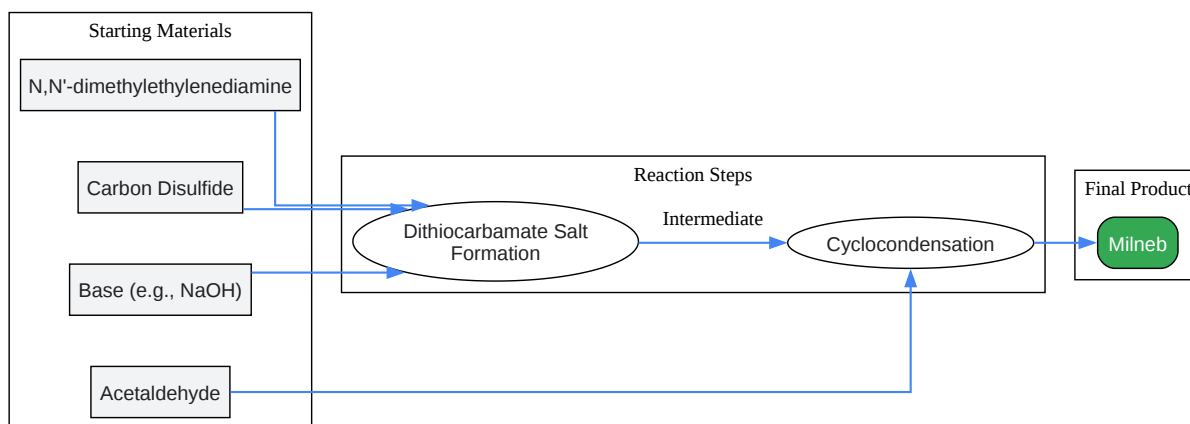 Starting Materials
N,N'-dimethylethylenediamine
Carbon Disulfide
Base (e.g., NaOH)
Acetaldehyde
Reaction Steps
Dithiocarbamate Salt
Formation
Intermediate
Cyclocondensation
Final Product
Milneb